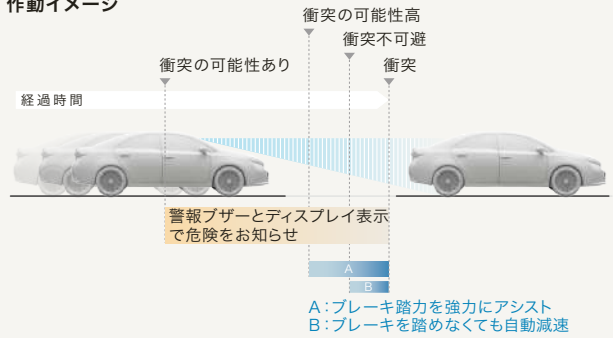 作動イメージ
衝突の可能性高
衝突不可避
衝突の可能性あり
衝突
経過時間
警報ブザーとディスプレイ表示
で危険をお知らせ
A
B
A：ブレーキ踏力を強力にアシスト
B：ブレーキを踏めなくても自動減速